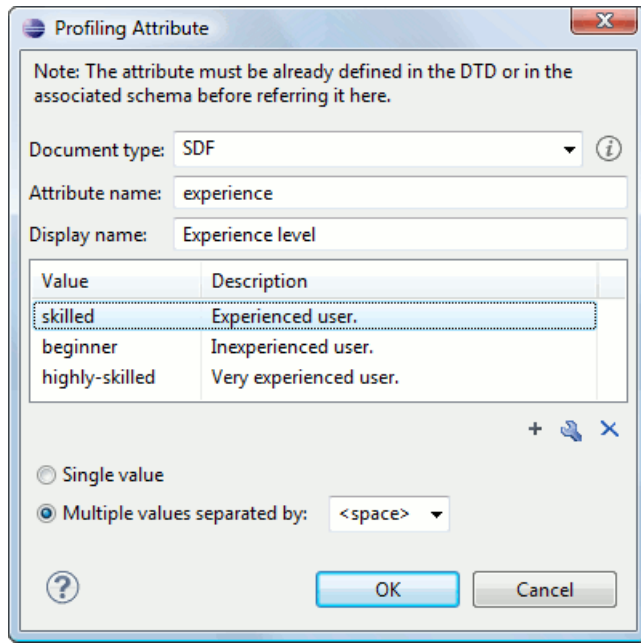 Profiling Attribute
Note: The attribute must be already defined in the DTD or in the
associated schema before referring it here.
Document type: SDF
Attribute name: experience
Display name: Experience level
Value Description
skilled Experienced user.
beginner Inexperienced user.
highly-skilled Very experienced user.
Single value
Multiple values separated by: <space>
OK Cancel